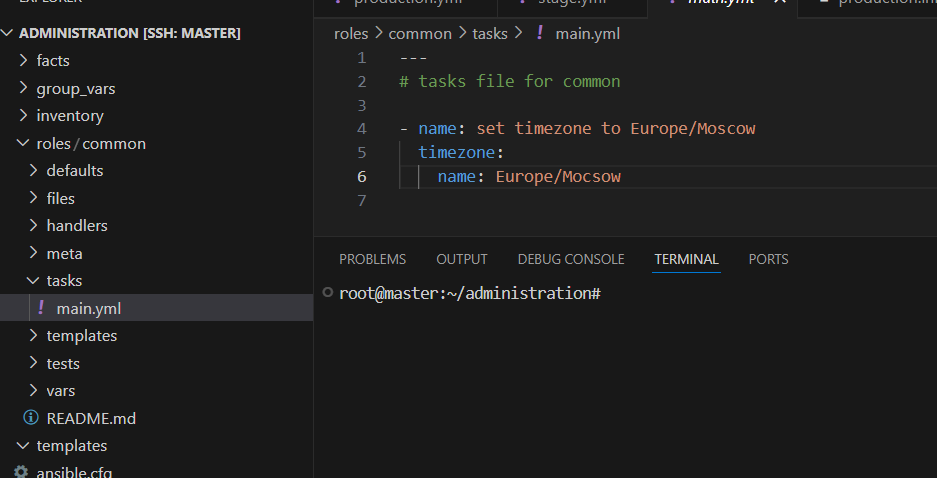 EXPLORER
production.yml
stage.yml
main.yml
production.ini
ADMINISTRATION [SSH: MASTER]
facts
group_vars
inventory
roles/common
defaults
files
handlers
meta
tasks
! main.yml
templates
tests
vars
README.md
templates
ansible.cfg
roles > common > tasks > ! main.yml
1 ---
2 # tasks file for common
3
4 - name: set timezone to Europe/Moscow
5 timezone:
6 name: Europe/Mocsow
7
PROBLEMS OUTPUT DEBUG CONSOLE TERMINAL PORTS
root@master:~/administration#